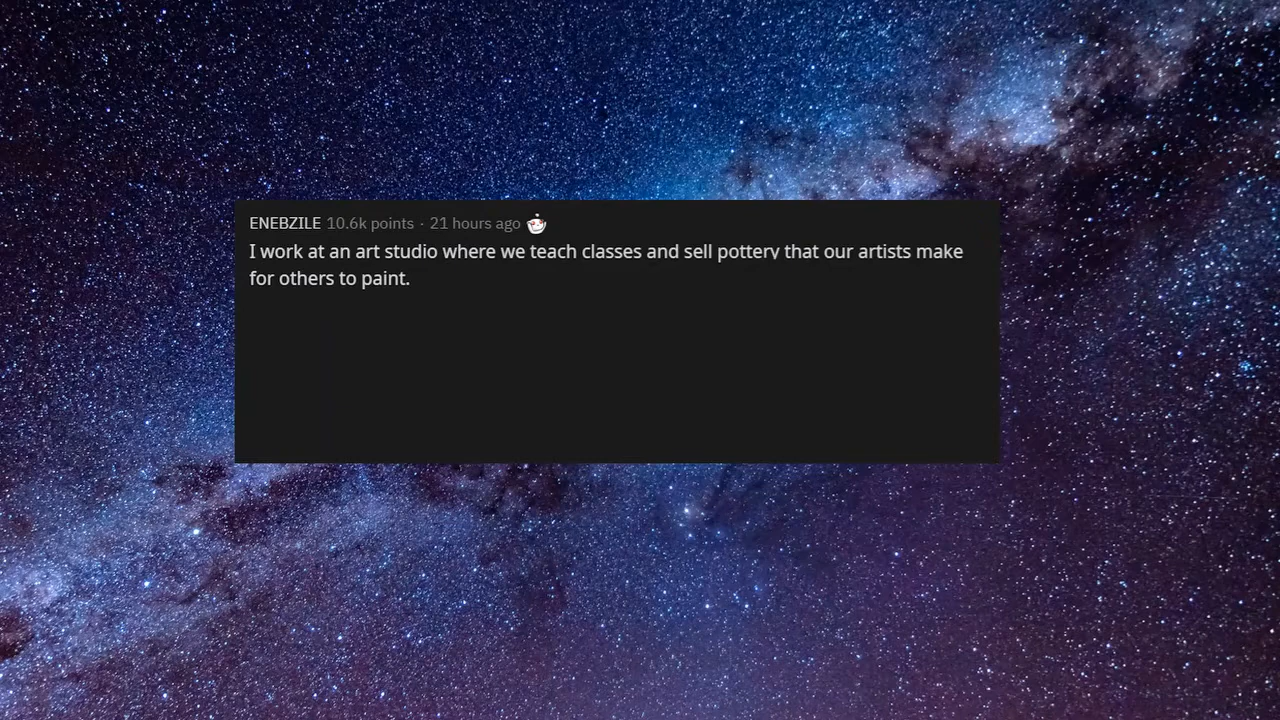 ENEBZILE 10.6k points · 21 hours ago
I work at an art studio where we teach classes and sell pottery that our artists make
for others to paint.